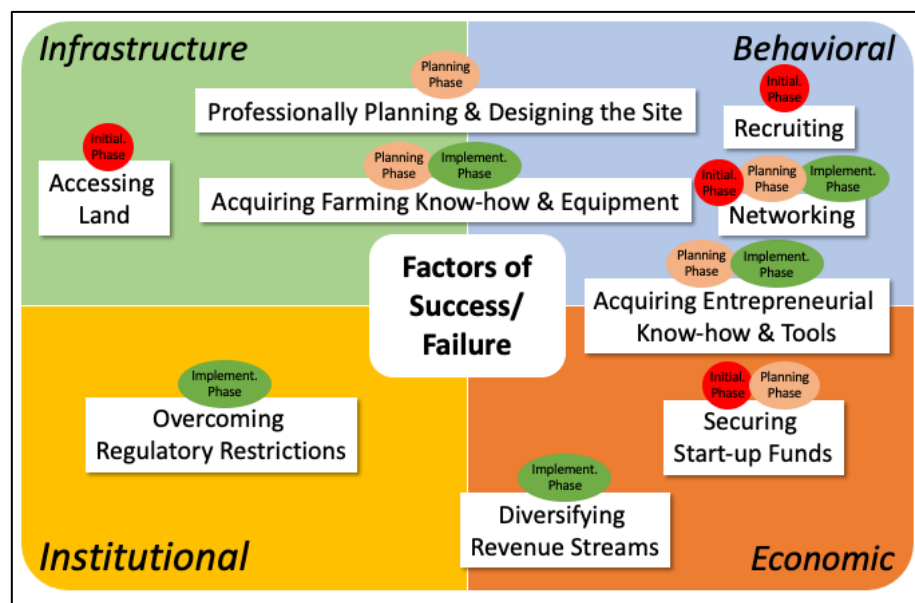 Infrastructure
Behavioral
Planning
Phase
Professionally Planning & Designing the Site
Initial.
Phase
Recruiting
Initial.
Phase
Accessing
Land
Planning
Phase
Implement.
Phase
Acquiring Farming Know-how & Equipment
Initial.
Phase
Planning
Phase
Implement.
Phase
Networking
Factors of
Success/
Failure
Planning
Phase
Implement.
Phase
Acquiring Entrepreneurial
Know-how & Tools
Implement.
Phase
Overcoming
Regulatory Restrictions
Initial.
Phase
Planning
Phase
Securing
Start-up Funds
Implement.
Phase
Diversifying
Revenue Streams
Institutional
Economic